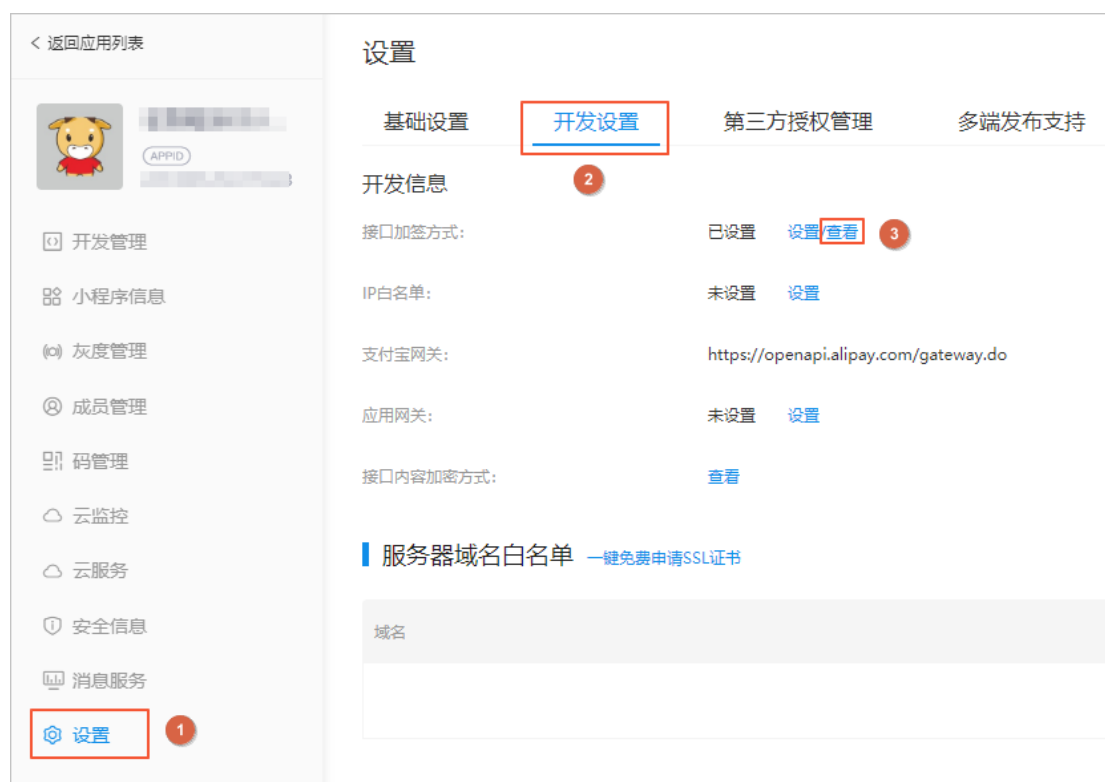 返回应用列表
APPID
开发管理
小程序信息
灰度管理
成员管理
码管理
云监控
云服务
安全信息
消息服务
设置 1
设置
基础设置 开发设置 第三方授权管理 多端发布支持
开发信息 2
接口加签方式: 已设置 设置/查看 3
IP白名单: 未设置 设置
支付宝网关: https://openapi.alipay.com/gateway.do
应用网关: 未设置 设置
接口内容加密方式: 查看
服务器域名白名单 一键免费申请SSL证书
域名